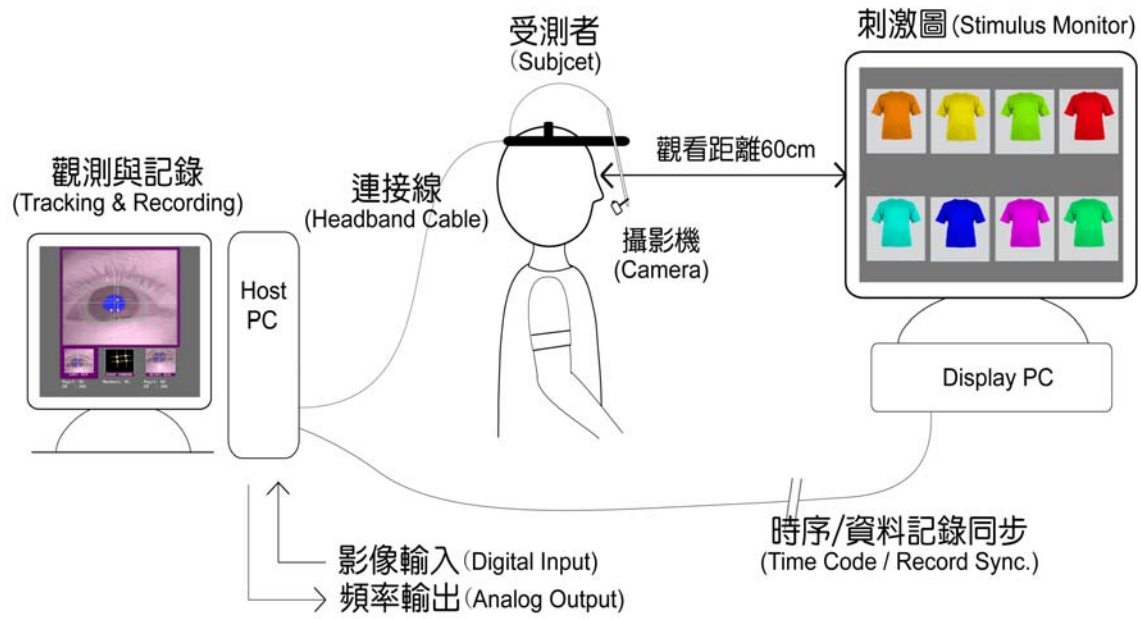 受測者
(Subjcet)
刺激圖(Stimulus Monitor)
觀看距離60cm
觀測與記錄
(Tracking & Recording)
連接線
(Headband Cable)
攝影機
(Camera)
Host
PC
Display PC
時序/資料記錄同步
(Time Code / Record Sync.)
影像輸入(Digital Input)
頻率輸出(Analog Output)